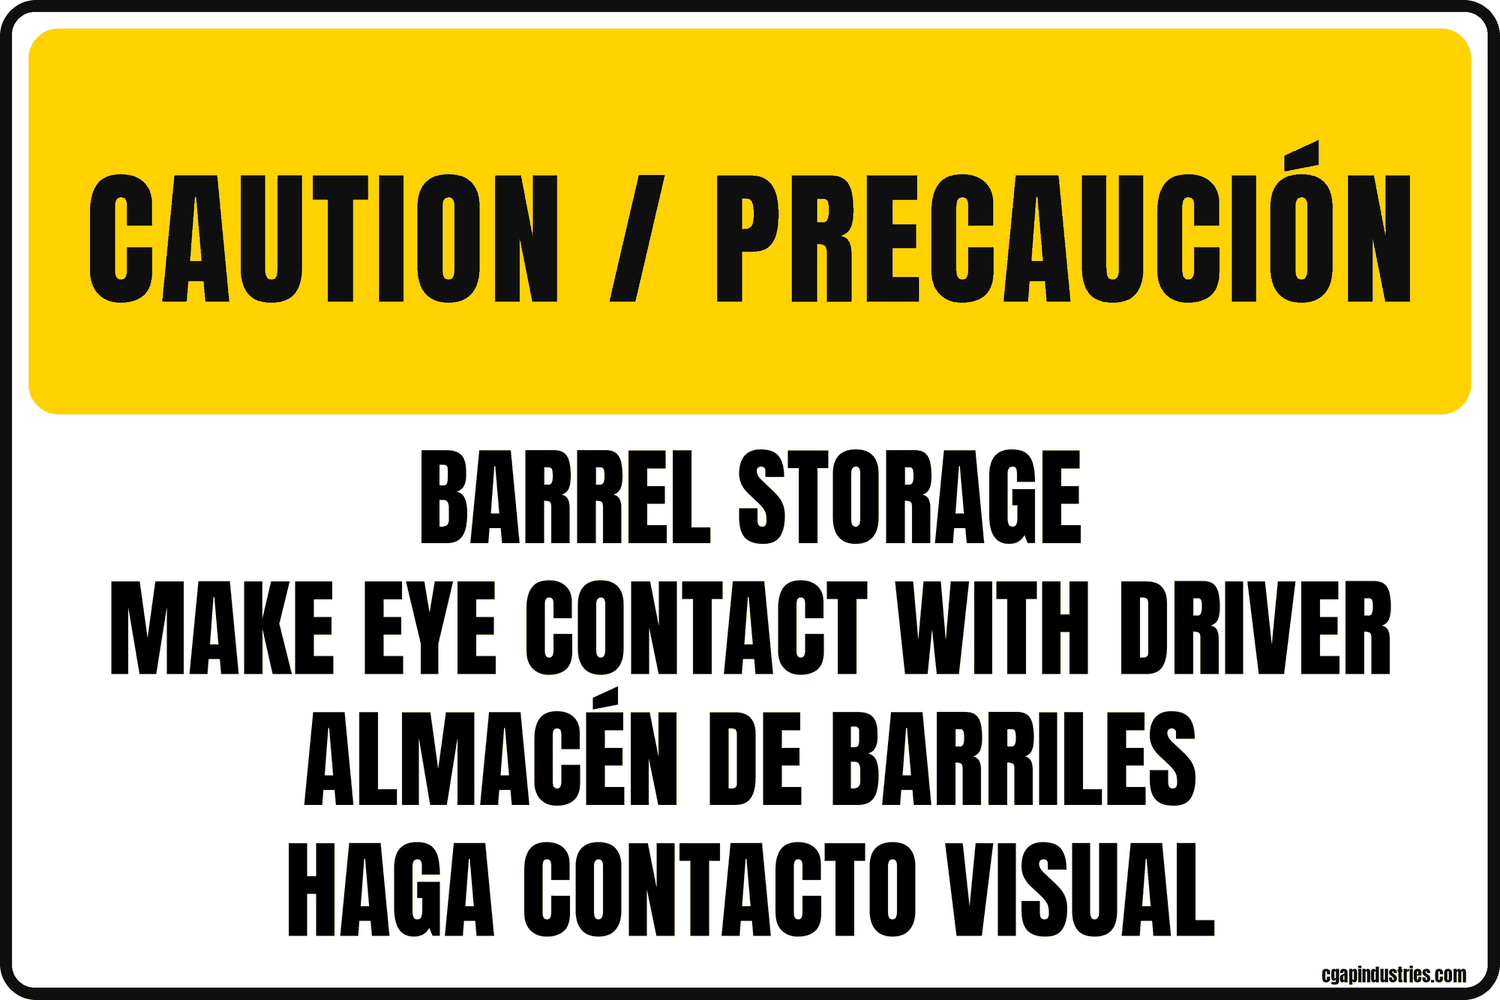 CAUTION / PRECAUCIÓN
BARREL STORAGE
MAKE EYE CONTACT WITH DRIVER
ALMACÉN DE BARRILES
HAGA CONTACTO VISUAL
cgapindustries.com